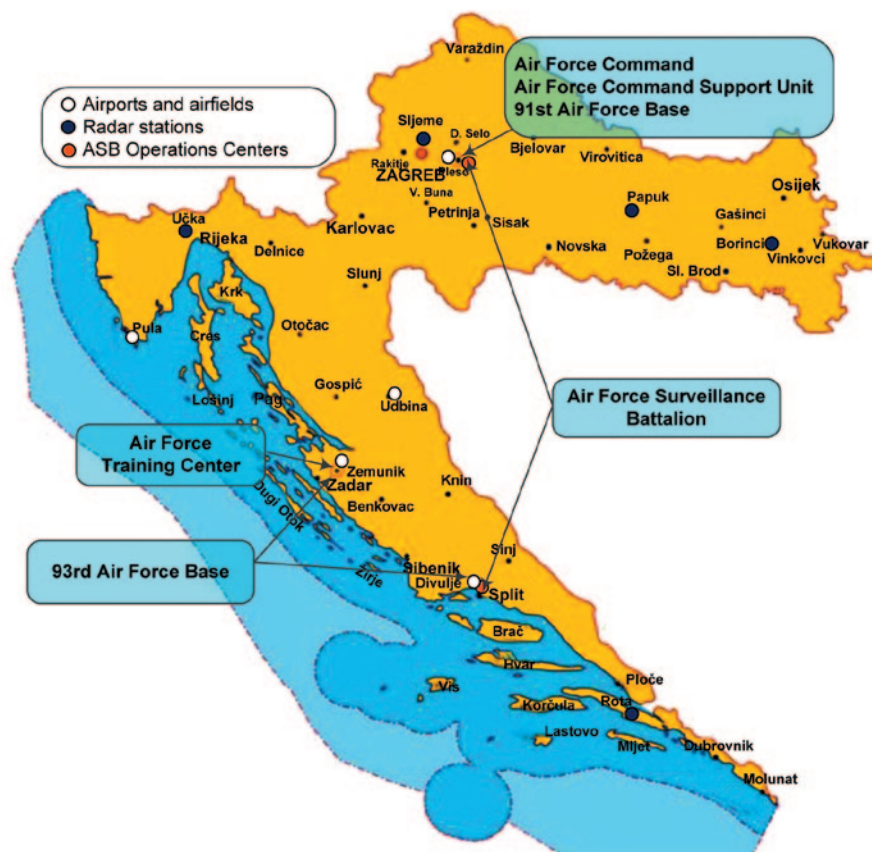 Varaždin
Air Force Command
Air Force Command Support Unit
91st Air Force Base
Airports and airfields
Radar stations
ASB Operations Centers
Sljeme
D. Selo
Bjelovar
Virovitica
Rakitje
Pleso
ZAGREB
V. Buna
Petrinja
Sisak
Papuk
Osijek
Gašinci
Učka
Rijeka
Karlovac
Delnice
Novska
Požega
Borinci
Vukovar
Vinkovci
Sl. Brod
Slunj
Krk
Pula
Cres
Otočac
Lošinj
Pag
Gospić
Udbina
Air Force Surveillance
Battalion
Air Force
Training Center
Zemunik
Zadar
Knin
Dugi Otok
Benkovac
Sinj
93rd Air Force Base
Šibenik
Žirje
Divulje
Split
Brač
Hvar
Vis
Ploče
Korčula
Rota
Lastovo
Mljet
Dubrovnik
Molunat